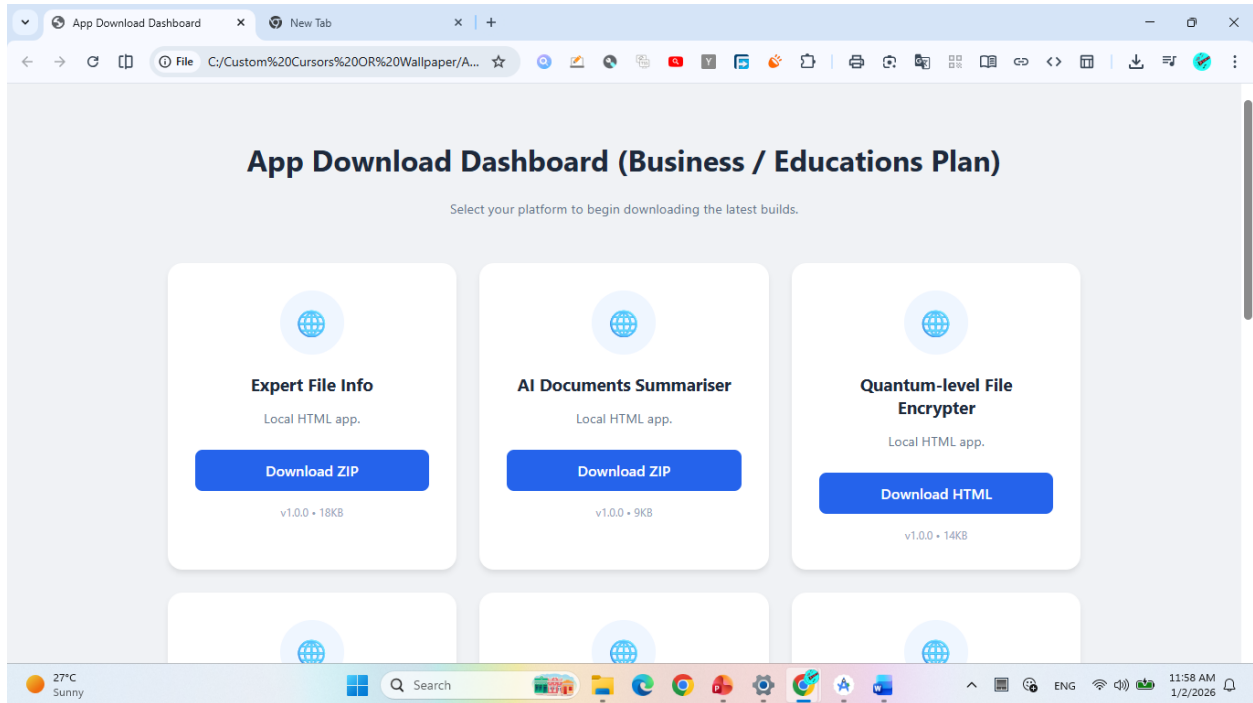 App Download Dashboard
New Tab
File
C:/Custom%20Cursors%20OR%20Wallpaper/A...
App Download Dashboard (Business / Educations Plan)
Select your platform to begin downloading the latest builds.
Expert File Info
Local HTML app.
Download ZIP
v1.0.0 • 18KB
AI Documents Summariser
Local HTML app.
Download ZIP
v1.0.0 • 9KB
Quantum-level File
Encrypter
Local HTML app.
Download HTML
v1.0.0 • 14KB
27°C
Sunny
Search
ENG
11:58 AM
1/2/2026